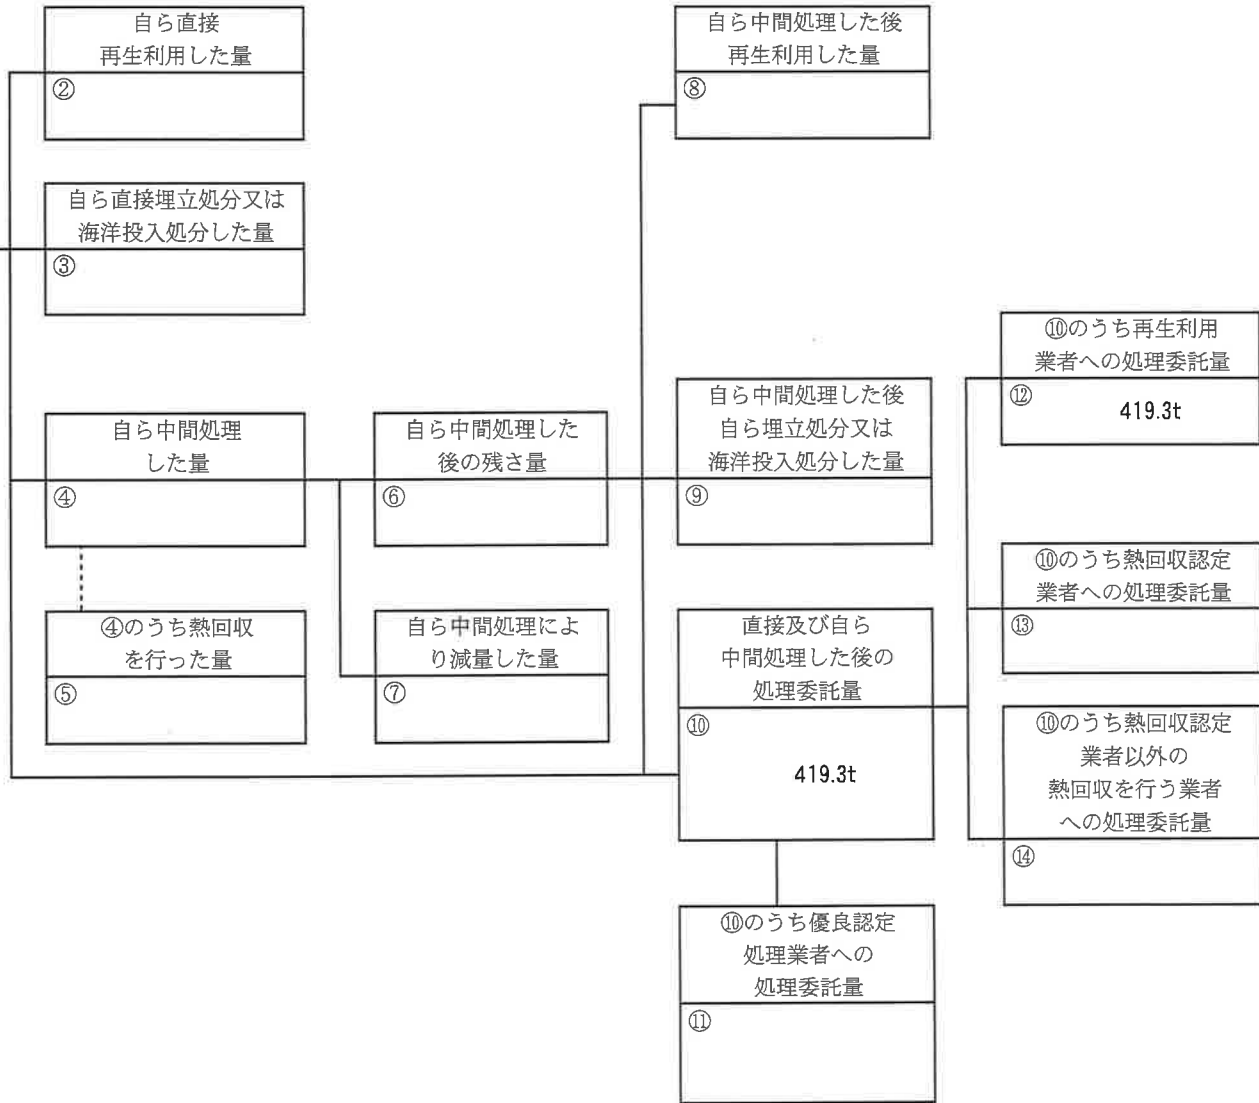 自ら直接
再生利用した量
②
自ら中間処理した後
再生利用した量
⑧
自ら直接埋立処分又は
海洋投入処分した量
③
⑩のうち再生利用
業者への処理委託量
⑫
419.3t
自ら中間処理
した量
④
自ら中間処理した
後の残さ量
⑥
自ら中間処理した後
自ら埋立処分又は
海洋投入処分した量
⑨
⑩のうち熱回収認定
業者への処理委託量
⑬
④のうち熱回収
を行った量
⑤
自ら中間処理によ
り減量した量
⑦
直接及び自ら
中間処理した後の
処理委託量
⑩
419.3t
⑩のうち熱回収認定
業者以外の
熱回収を行う業者
への処理委託量
⑭
⑩のうち優良認定
処理業者への
処理委託量
⑪